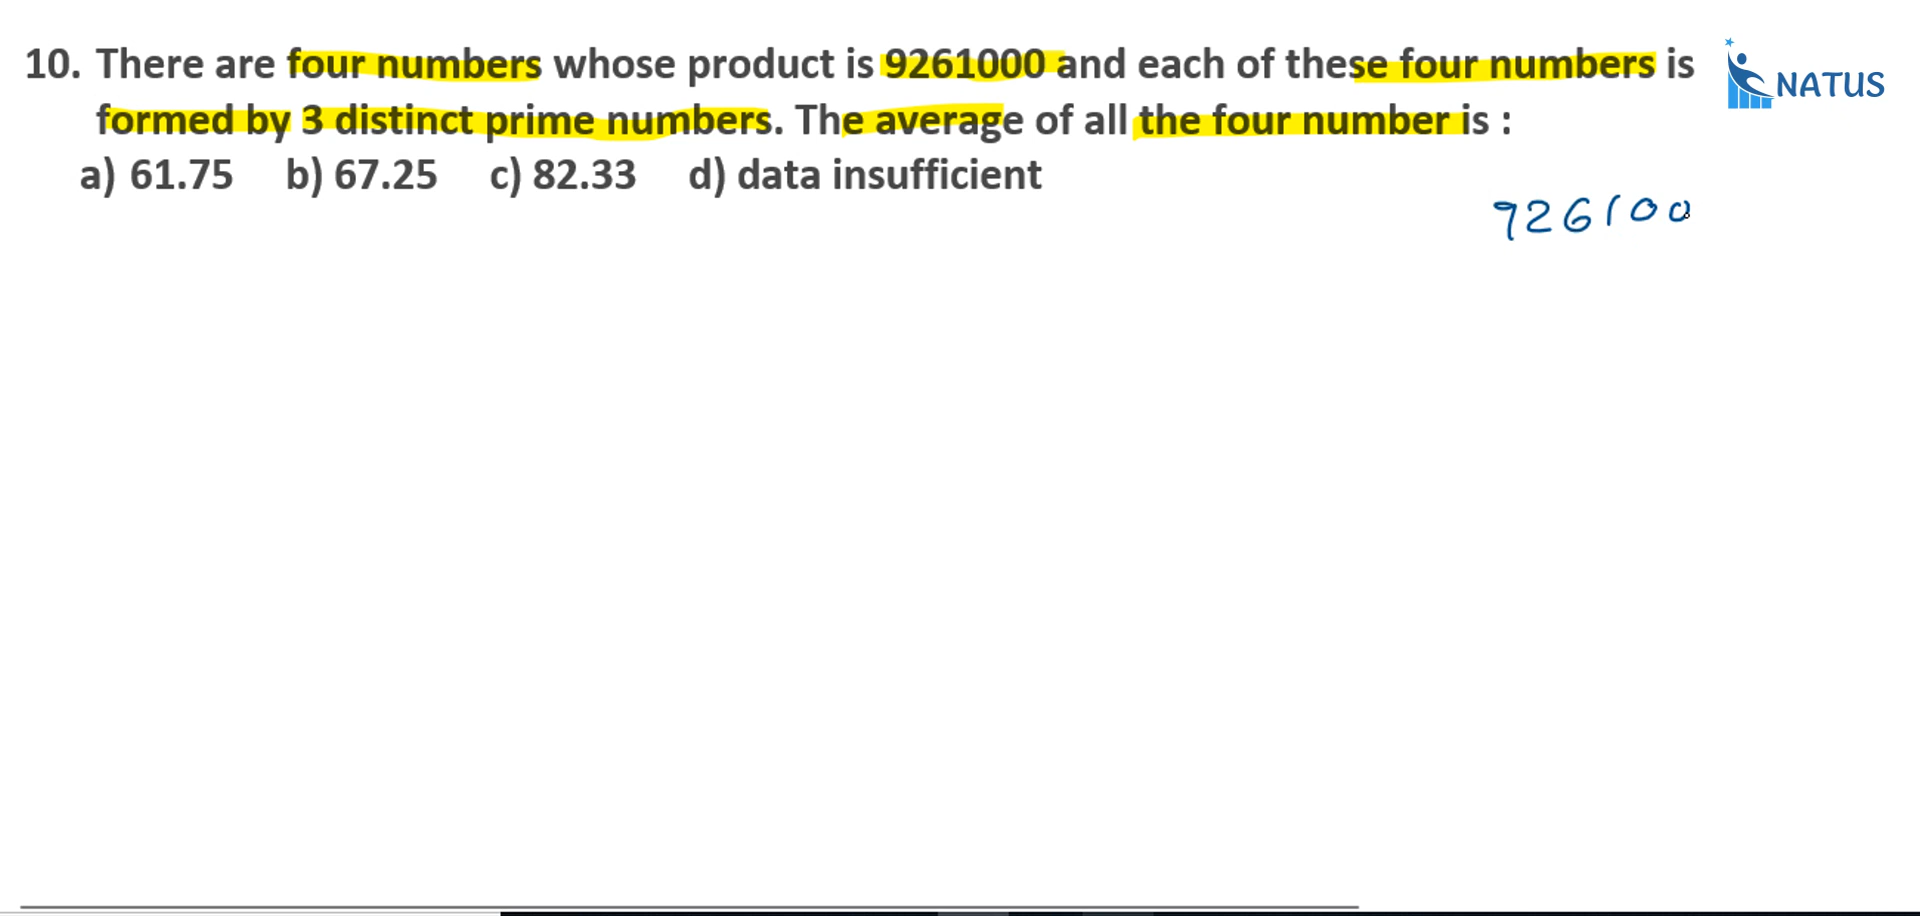 10. There are four numbers whose product is 9261000 and each of these four numbers is
formed by 3 distinct prime numbers. The average of all the four number is :
a) 61.75 b) 67.25 c) 82.33 d) data insufficient
NATUS
926100